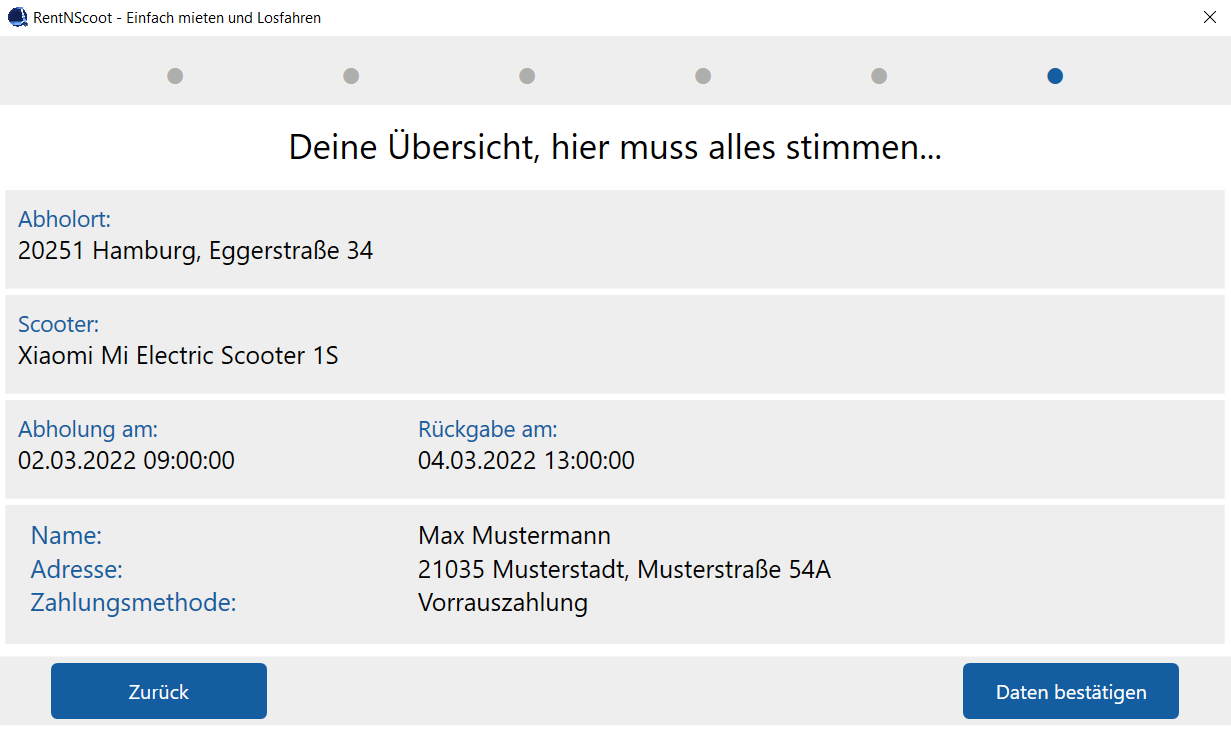 RentNScoot - Einfach mieten und Losfahren
Deine Übersicht, hier muss alles stimmen...
Abholort:
20251 Hamburg, Eggerstraße 34
Scooter:
Xiaomi Mi Electric Scooter 1S
Abholung am: Rückgabe am:
02.03.2022 09:00:00 04.03.2022 13:00:00
Name: Max Mustermann
Adresse: 21035 Musterstadt, Musterstraße 54A
Zahlungsmethode: Vorrauszahlung
Zurück Daten bestätigen